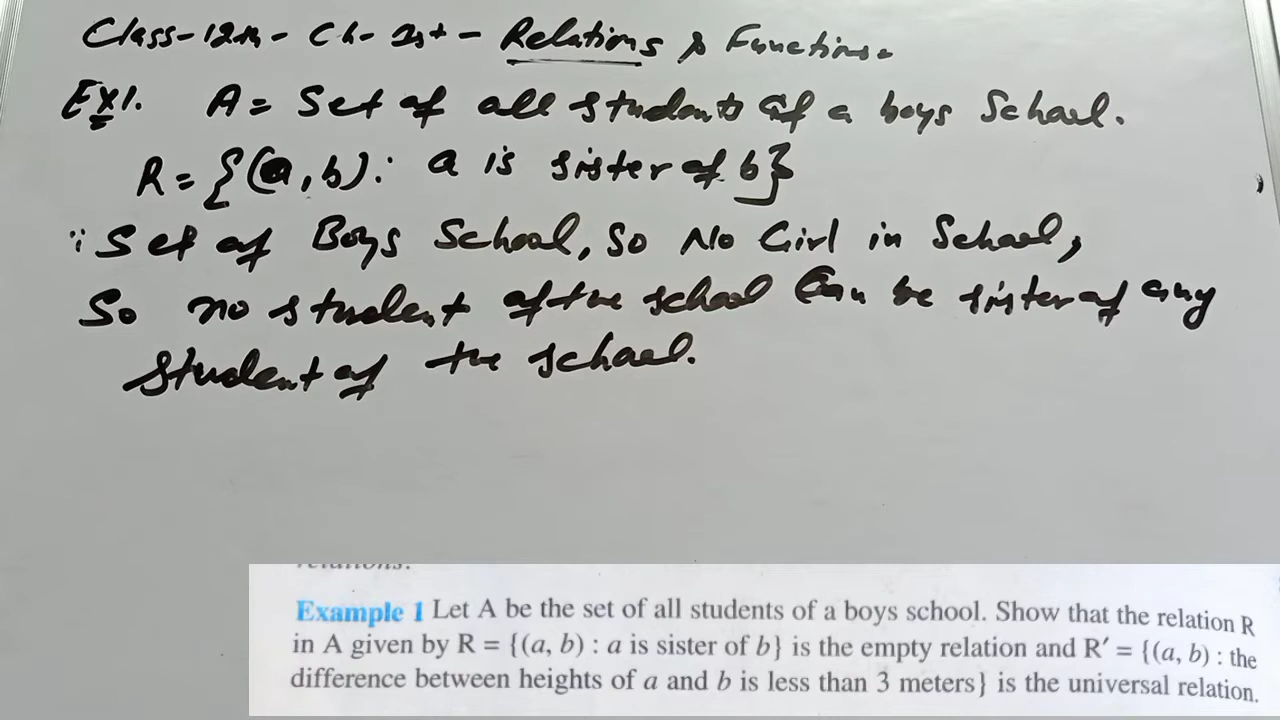 Class-12th - Ch- 1st - Relations & Functions.
Ex1. A = Set of all students of a boys School.
R = {(a, b): a is sister of b}
∵ Set of Boys School, So No Girl in School,
So no student of the school Can be sister of any
Student of the school.
relations.
Example 1 Let A be the set of all students of a boys school. Show that the relation R
in A given by R = {(a, b) : a is sister of b} is the empty relation and R′ = {(a, b) : the
difference between heights of a and b is less than 3 meters} is the universal relation.